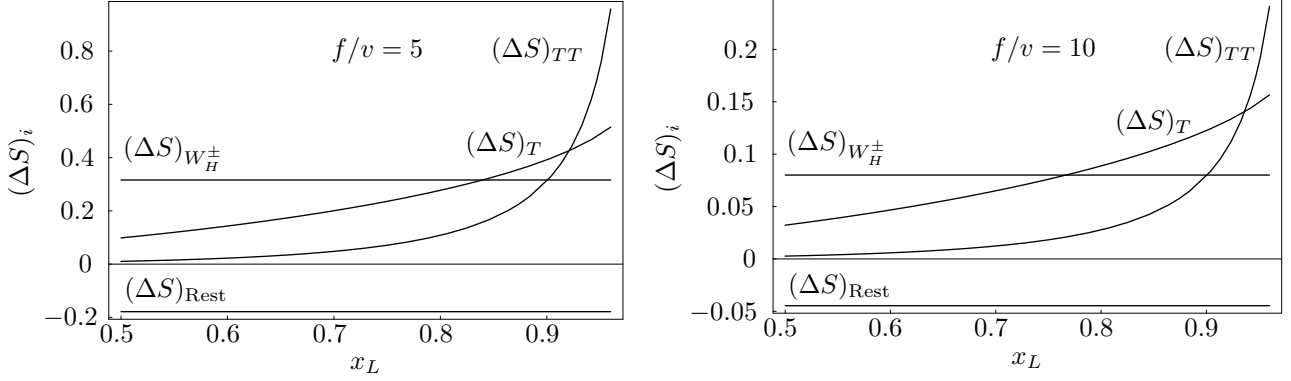 f/v = 5
(ΔS)_{TT}
(ΔS)_T
(ΔS)_{W_H^±}
(ΔS)_{Rest}
(ΔS)_i
0.8
0.6
0.4
0.2
0
−0.2
0.5 0.6 0.7 0.8 0.9
x_L
f/v = 10
(ΔS)_{TT}
(ΔS)_T
(ΔS)_{W_H^±}
(ΔS)_{Rest}
(ΔS)_i
0.2
0.15
0.1
0.05
0
−0.05
0.5 0.6 0.7 0.8 0.9
x_L